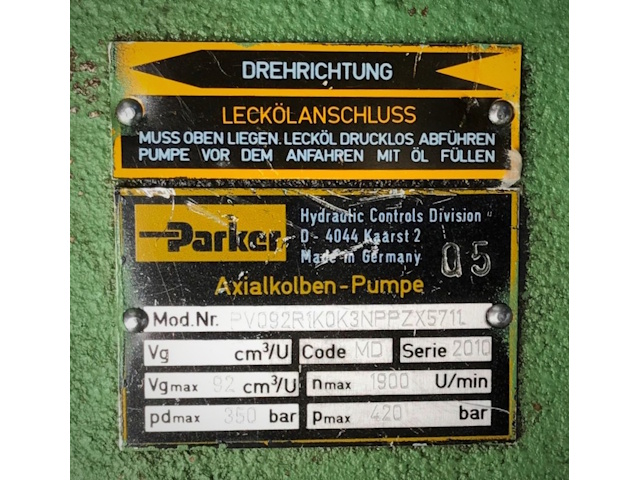 DREHRICHTUNG
LECKÖLANSCHLUSS
MUSS OBEN LIEGEN. LECKÖL DRUCKLOS ABFÜHREN
PUMPE VOR DEM ANFAHREN MIT ÖL FÜLLEN
Parker
Hydraulic Controls Division
D - 4044 Kaarst 2
Made in Germany
05
Axialkolben-Pumpe
Mod.Nr. PV092R1K0K3NPPZX5711
Vg cm³/U Code MD Serie 2010
Vgmax 92 cm³/U nmax 1900 U/min
pdmax 350 bar pmax 420 bar